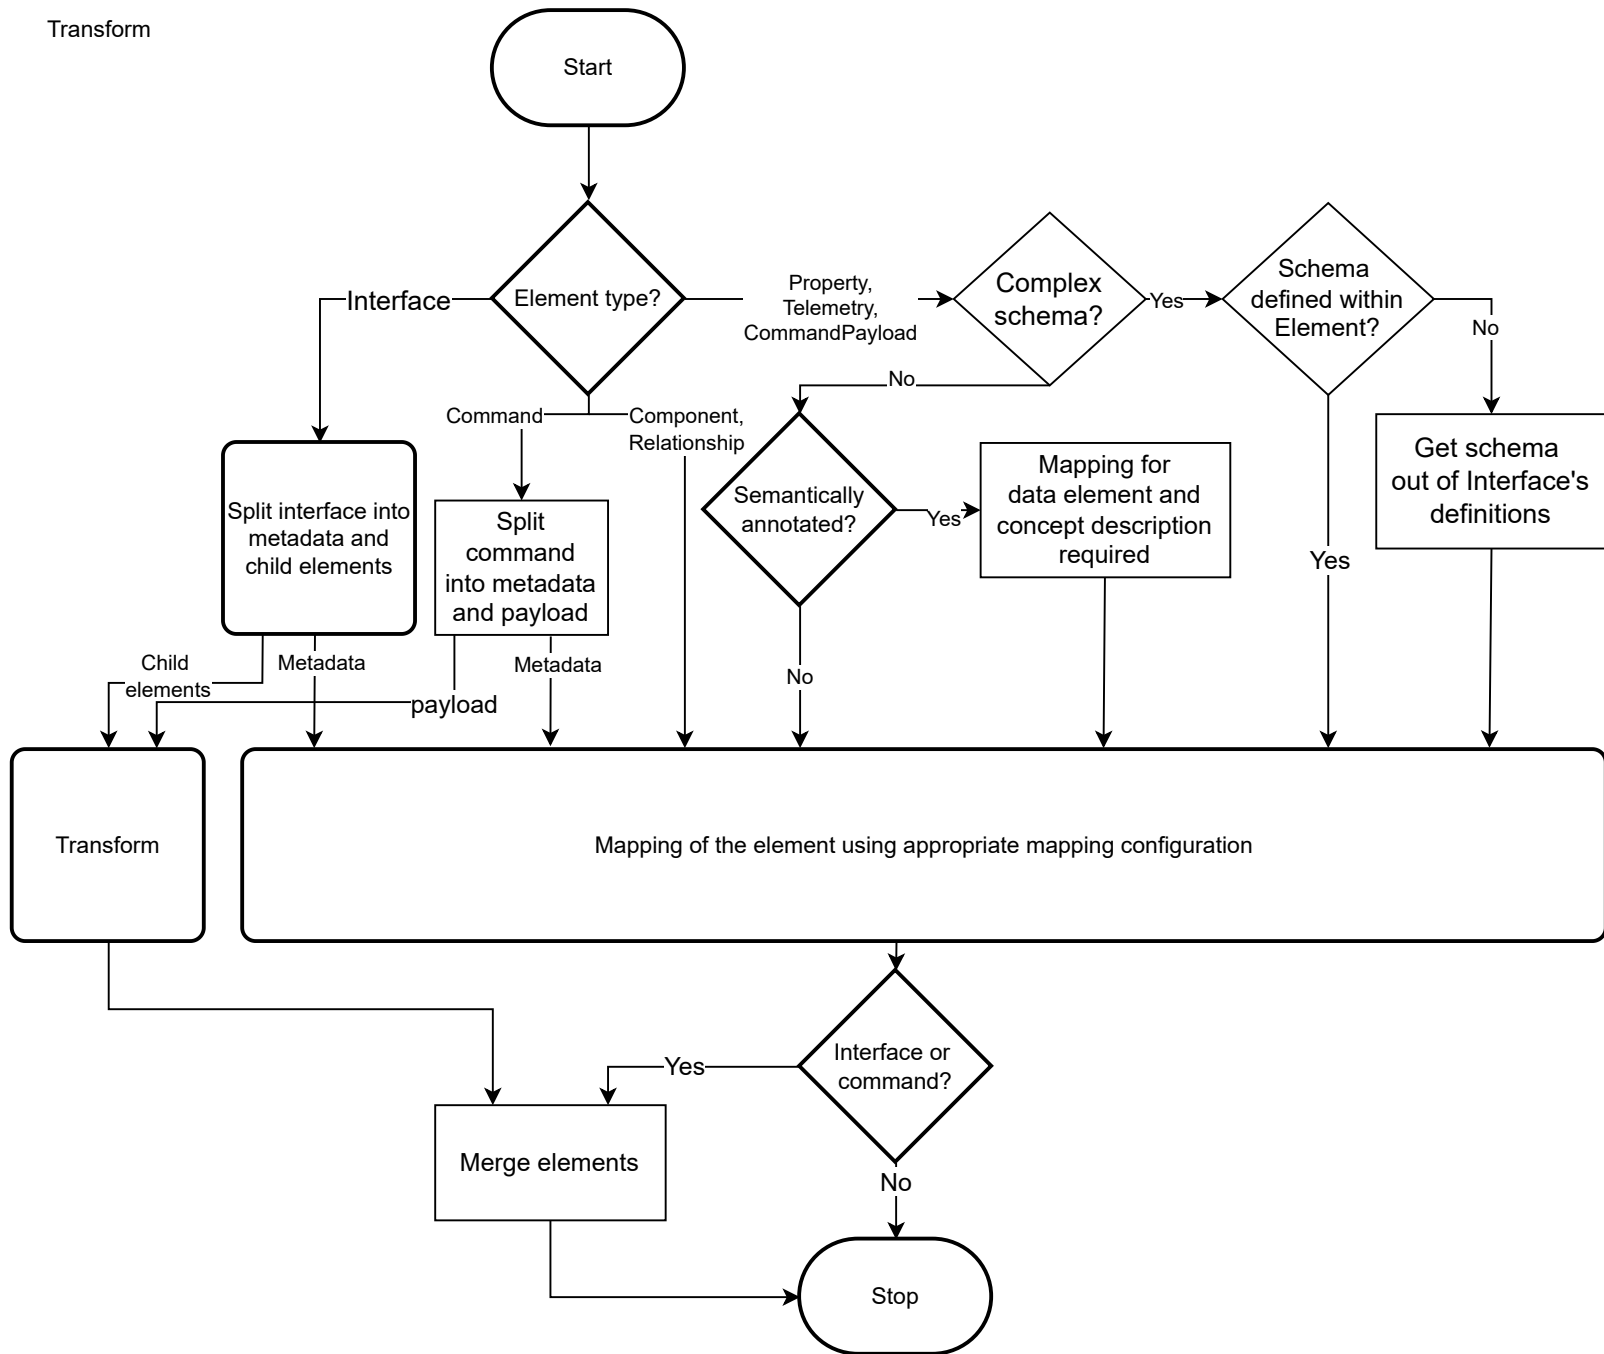 Transform
Start
Element type?
Interface
Property,
Telemetry,
CommandPayload
Complex
schema?
Yes
Schema
defined within
Element?
No
No
Command
Component,
Relationship
Split interface into
metadata and
child elements
Split
command
into metadata
and payload
Semantically
annotated?
Yes
Mapping for
data element and
concept description
required
Yes
Get schema
out of Interface's
definitions
Child
elements
Metadata
payload
Metadata
No
Transform
Mapping of the element using appropriate mapping configuration
Interface or
command?
Yes
Merge elements
No
Stop